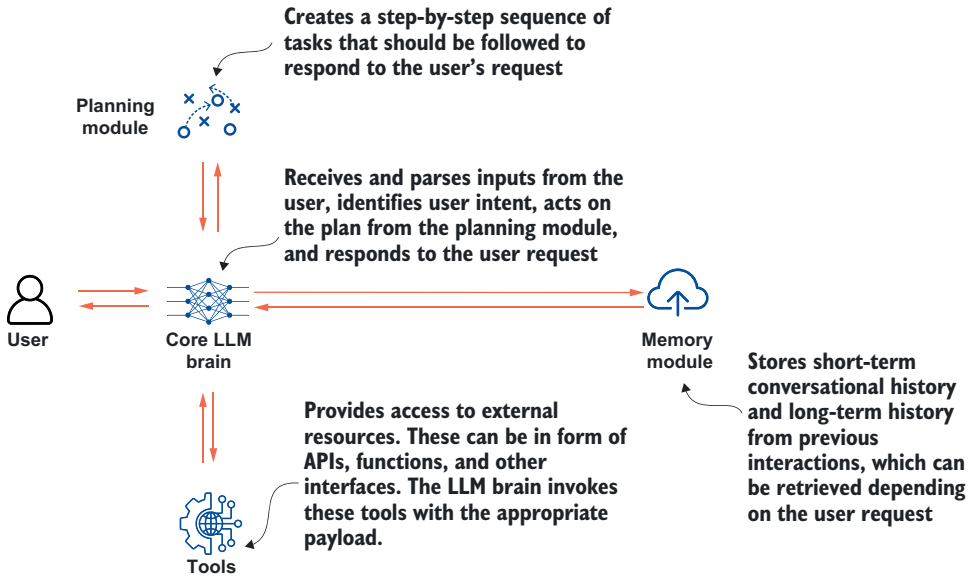 Creates a step-by-step sequence of
tasks that should be followed to
respond to the user’s request
Planning
module
Receives and parses inputs from the
user, identifies user intent, acts on
the plan from the planning module,
and responds to the user request
User
Core LLM
brain
Memory
module
Stores short-term
conversational history
and long-term history
from previous
interactions, which can
be retrieved depending
on the user request
Provides access to external
resources. These can be in form of
APIs, functions, and other
interfaces. The LLM brain invokes
these tools with the appropriate
payload.
Tools